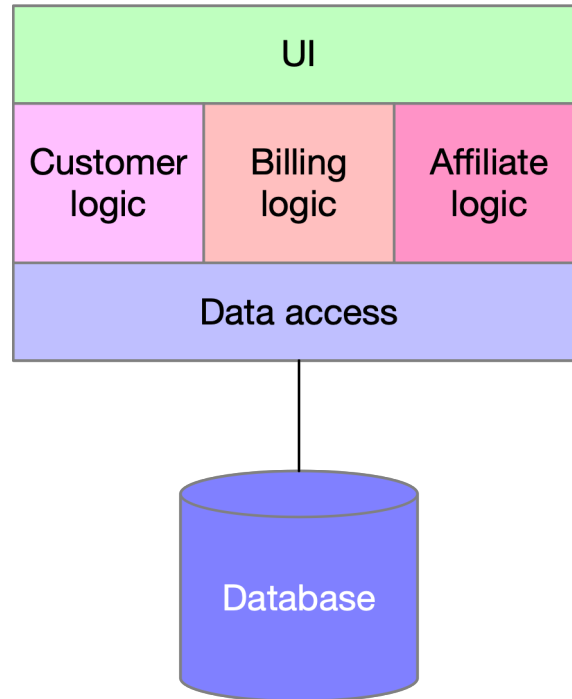 UI
Customer
logic
Billing
logic
Affiliate
logic
Data access
Database